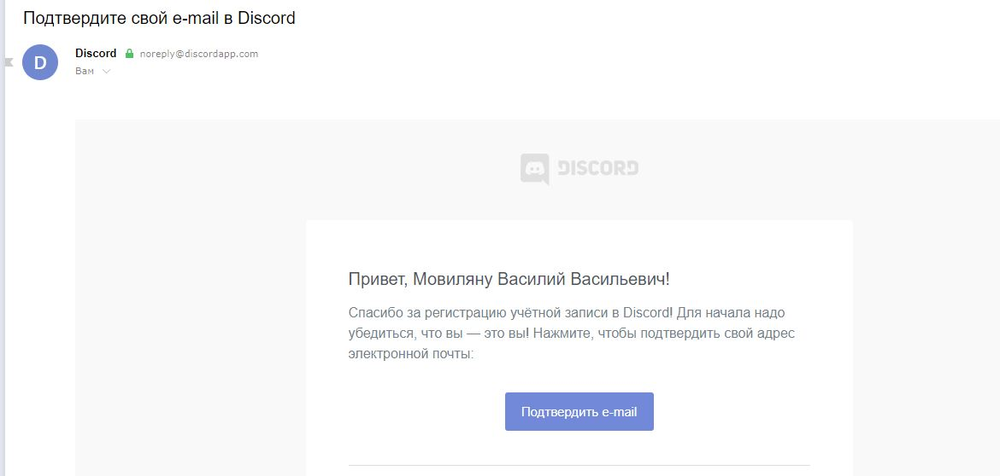 Подтвердите свой e-mail в Discord
D
Discord noreply@discordapp.com
Вам
DISCORD
Привет, Мовиляну Василий Васильевич!
Спасибо за регистрацию учётной записи в Discord! Для начала надо
убедиться, что вы — это вы! Нажмите, чтобы подтвердить свой адрес
электронной почты:
Подтвердить e-mail